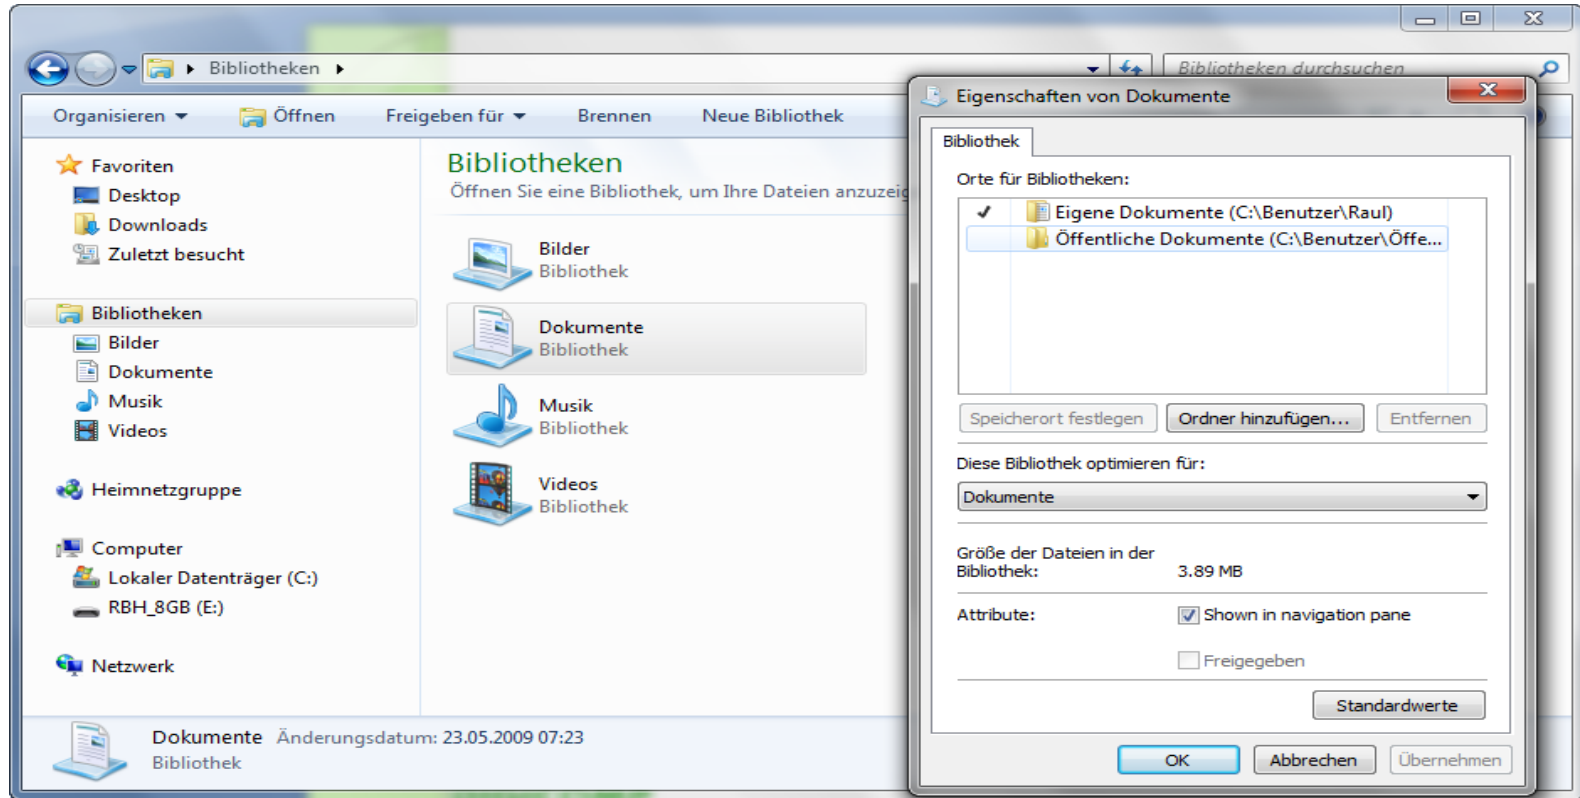 Bibliotheken
Bibliotheken durchsuchen
Organisieren
Öffnen
Freigeben für
Brennen
Neue Bibliothek
Favoriten
Desktop
Downloads
Zuletzt besucht
Bibliotheken
Bilder
Dokumente
Musik
Videos
Heimnetzgruppe
Computer
Lokaler Datenträger (C:)
RBH_8GB (E:)
Netzwerk
Bibliotheken
Öffnen Sie eine Bibliothek, um Ihre Dateien anzuzeig
Bilder
Bibliothek
Dokumente
Bibliothek
Musik
Bibliothek
Videos
Bibliothek
Dokumente Änderungsdatum: 23.05.2009 07:23
Bibliothek
Eigenschaften von Dokumente
Bibliothek
Orte für Bibliotheken:
Eigene Dokumente (C:\Benutzer\Raul)
Öffentliche Dokumente (C:\Benutzer\Öffe...
Speicherort festlegen
Ordner hinzufügen...
Entfernen
Diese Bibliothek optimieren für:
Dokumente
Größe der Dateien in der
Bibliothek: 3.89 MB
Attribute: Shown in navigation pane
Freigegeben
Standardwerte
OK
Abbrechen
Übernehmen